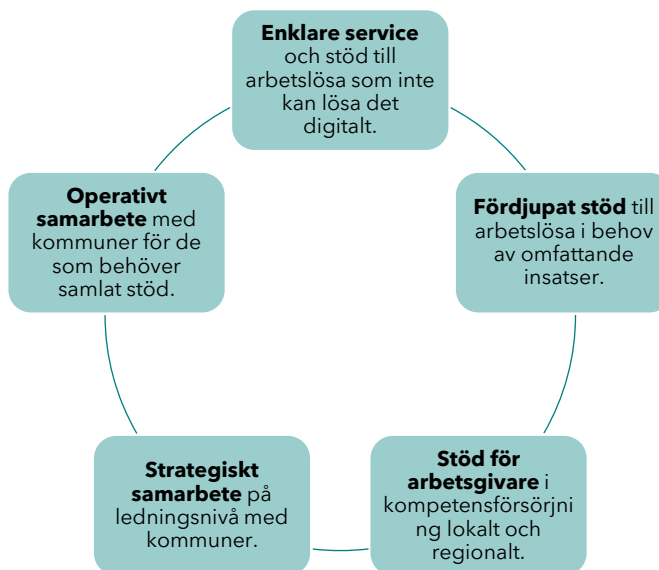 Enklare service
och stöd till
arbetslösa som inte
kan lösa det
digitalt.
Fördjupat stöd till
arbetslösa i behov
av omfattande
insatser.
Stöd för
arbetsgivare i
kompetensförsörjni
ng lokalt och
regionalt.
Strategiskt
samarbete på
ledningsnivå med
kommuner.
Operativt
samarbete med
kommuner för de
som behöver
samlat stöd.